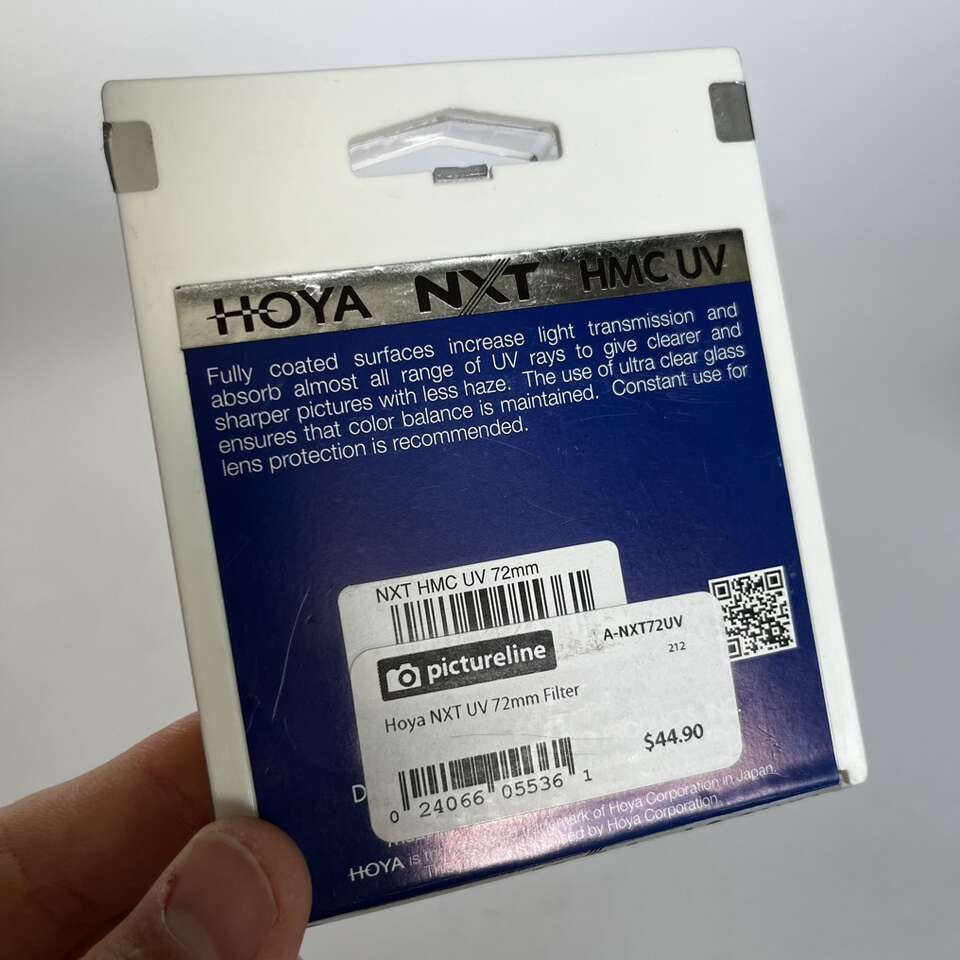 HOYA NXT HMC UV
Fully coated surfaces increase light transmission and
absorb almost all range of UV rays to give clearer and
sharper pictures with less haze. The use of ultra clear glass
ensures that color balance is maintained. Constant use for
lens protection is recommended.
NXT HMC UV 72mm
pictureline
A-NXT72UV
212
Hoya NXT UV 72mm Filter
$44.90
0 24066 05536 1
of Hoya Corporation in Japan.
HOYA is
by Hoya Corporation.